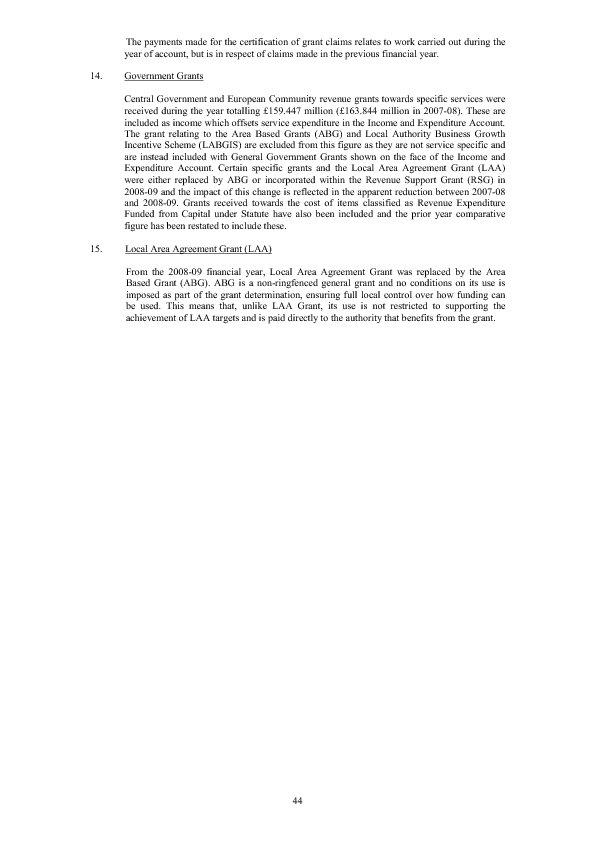 The payments made for the certification of grant claims relates to work carried out during the
year of account, but is in respect of claims made in the previous financial year.
14. Government Grants
Central Government and European Community revenue grants towards specific services were
received during the year totalling £159.447 million (£163.844 million in 2007-08). These are
included as income which offsets service expenditure in the Income and Expenditure Account.
The grant relating to the Area Based Grants (ABG) and Local Authority Business Growth
Incentive Scheme (LABGIS) are excluded from this figure as they are not service specific and
are instead included with General Government Grants shown on the face of the Income and
Expenditure Account. Certain specific grants and the Local Area Agreement Grant (LAA)
were either replaced by ABG or incorporated within the Revenue Support Grant (RSG) in
2008-09 and the impact of this change is reflected in the apparent reduction between 2007-08
and 2008-09. Grants received towards the cost of items classified as Revenue Expenditure
Funded from Capital under Statute have also been included and the prior year comparative
figure has been restated to include these.
15. Local Area Agreement Grant (LAA)
From the 2008-09 financial year, Local Area Agreement Grant was replaced by the Area
Based Grant (ABG). ABG is a non-ringfenced general grant and no conditions on its use is
imposed as part of the grant determination, ensuring full local control over how funding can
be used. This means that, unlike LAA Grant, its use is not restricted to supporting the
achievement of LAA targets and is paid directly to the authority that benefits from the grant.
44